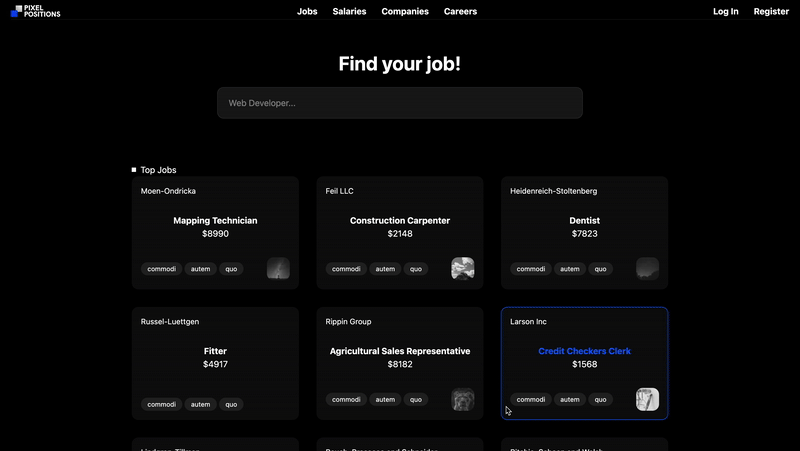 PIXEL
POSITIONS
Jobs Salaries Companies Careers
Log In Register
Find your job!
Web Developer...
Top Jobs
Moen-Ondricka
Mapping Technician
$8990
commodi autem quo
Feil LLC
Construction Carpenter
$2148
commodi autem quo
Heidenreich-Stoltenberg
Dentist
$7823
commodi autem quo
Russel-Luettgen
Fitter
$4917
commodi autem quo
Rippin Group
Agricultural Sales Representative
$8182
commodi autem quo
Larson Inc
Credit Checkers Clerk
$1568
commodi autem quo